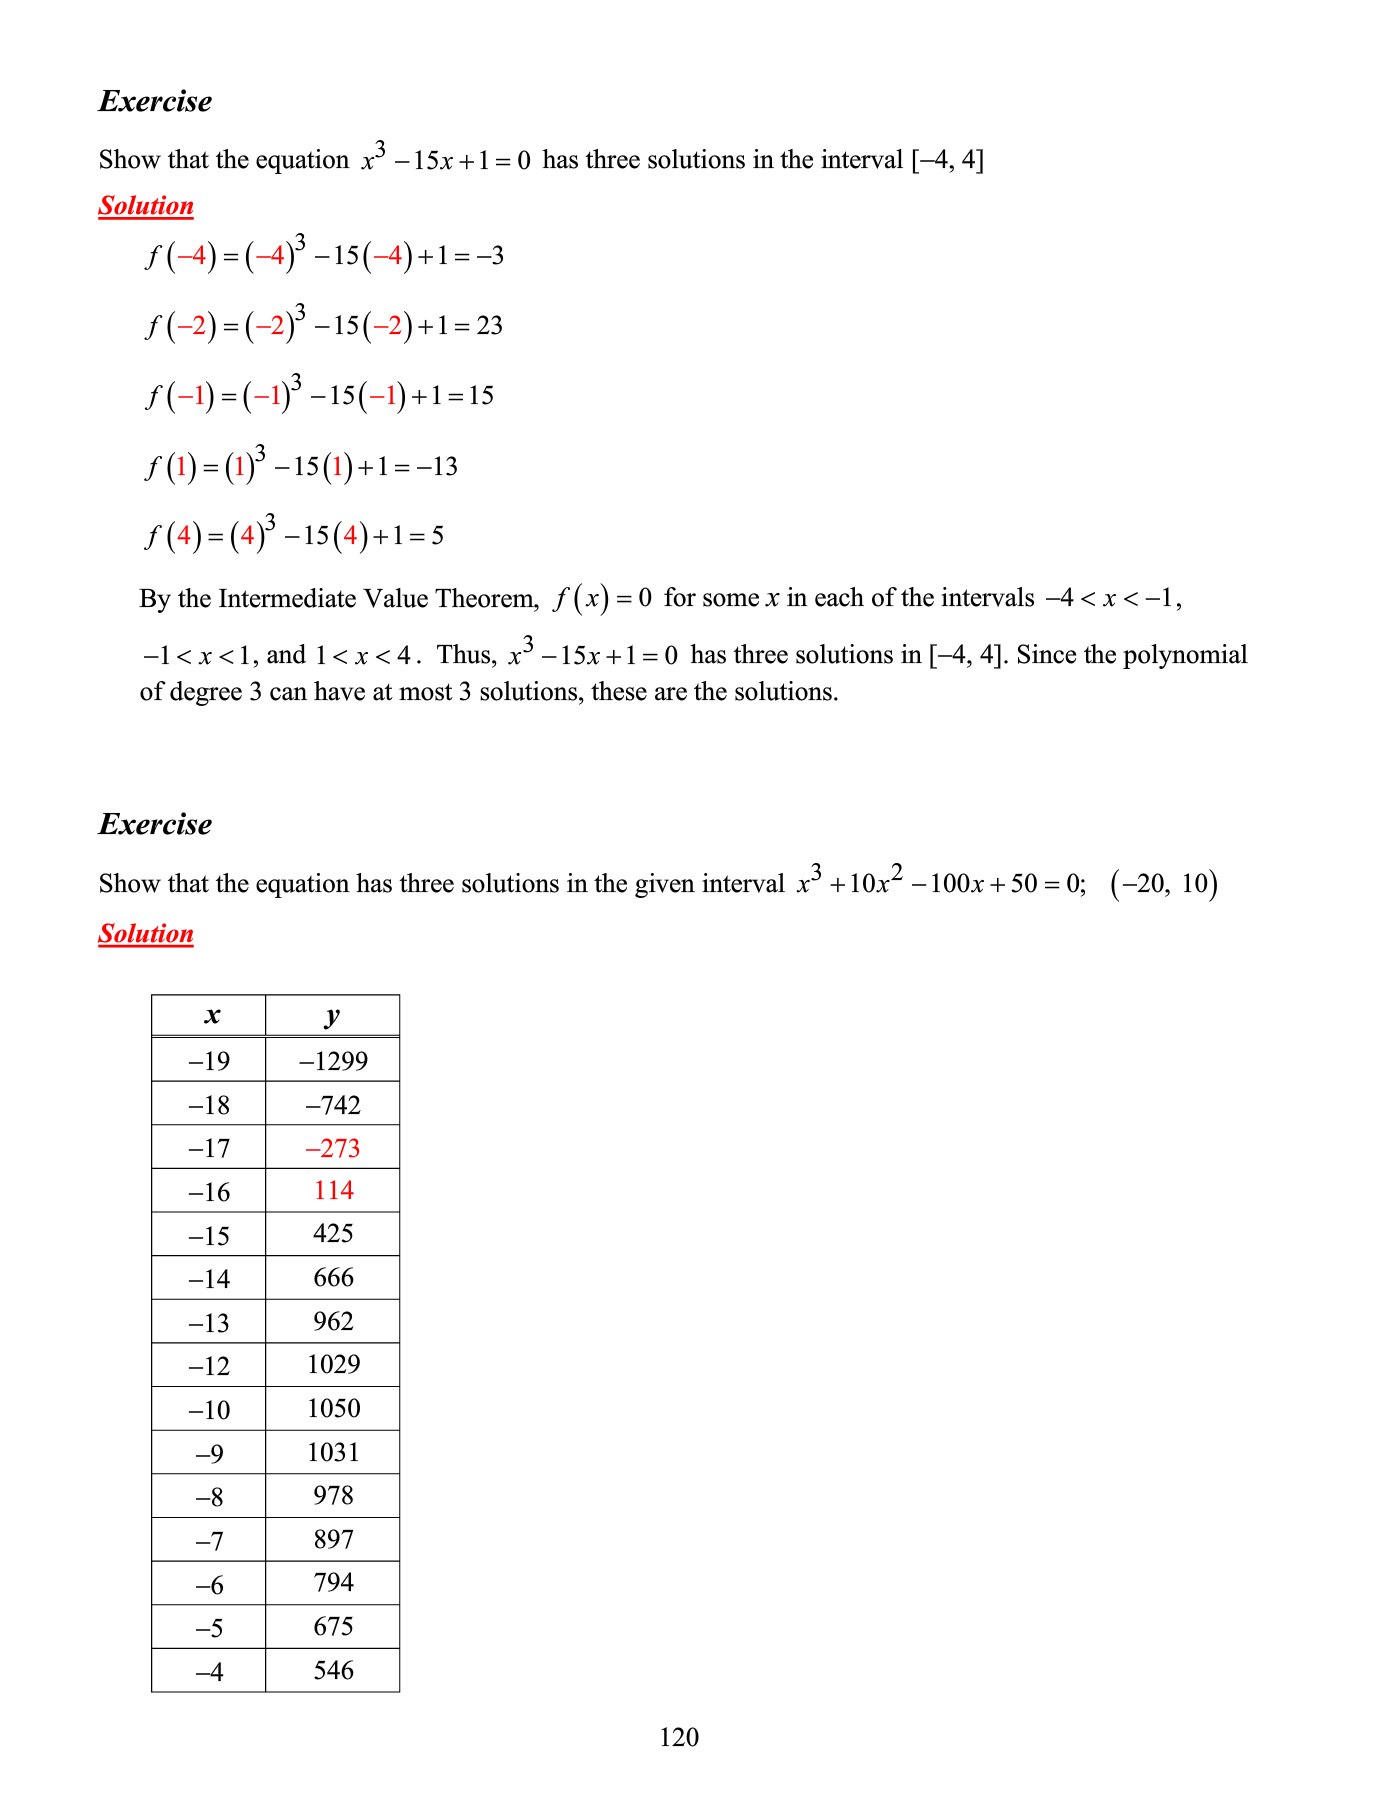 Exercise
Show that the equation x³ – 15x + 1 = 0 has three solutions in the interval [–4, 4]
Solution
f(–4) = (–4)³ – 15(–4) + 1 = –3
f(–2) = (–2)³ – 15(–2) + 1 = 23
f(–1) = (–1)³ – 15(–1) + 1 = 15
f(1) = (1)³ – 15(1) + 1 = –13
f(4) = (4)³ – 15(4) + 1 = 5
By the Intermediate Value Theorem, f(x) = 0 for some x in each of the intervals –4 < x < –1,
–1 < x < 1, and 1 < x < 4. Thus, x³ – 15x + 1 = 0 has three solutions in [–4, 4]. Since the polynomial
of degree 3 can have at most 3 solutions, these are the solutions.
Exercise
Show that the equation has three solutions in the given interval x³ + 10x² – 100x + 50 = 0; (–20, 10)
Solution
x y
–19 –1299
–18 –742
–17 –273
–16 114
–15 425
–14 666
–13 962
–12 1029
–10 1050
–9 1031
–8 978
–7 897
–6 794
–5 675
–4 546
120